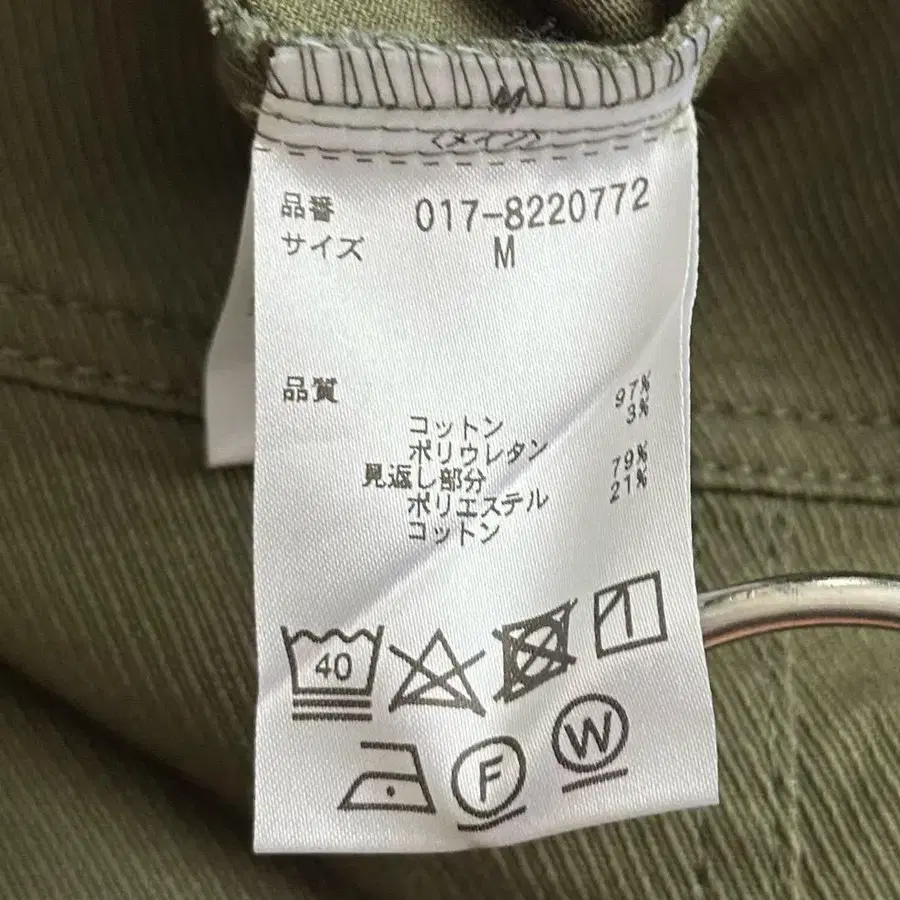 M
<メイン>
品番 017-8220772
サイズ M
品質
コットン 97%
ポリウレタン 3%
見返し部分
ポリエステル 79%
コットン 21%
40
F
W